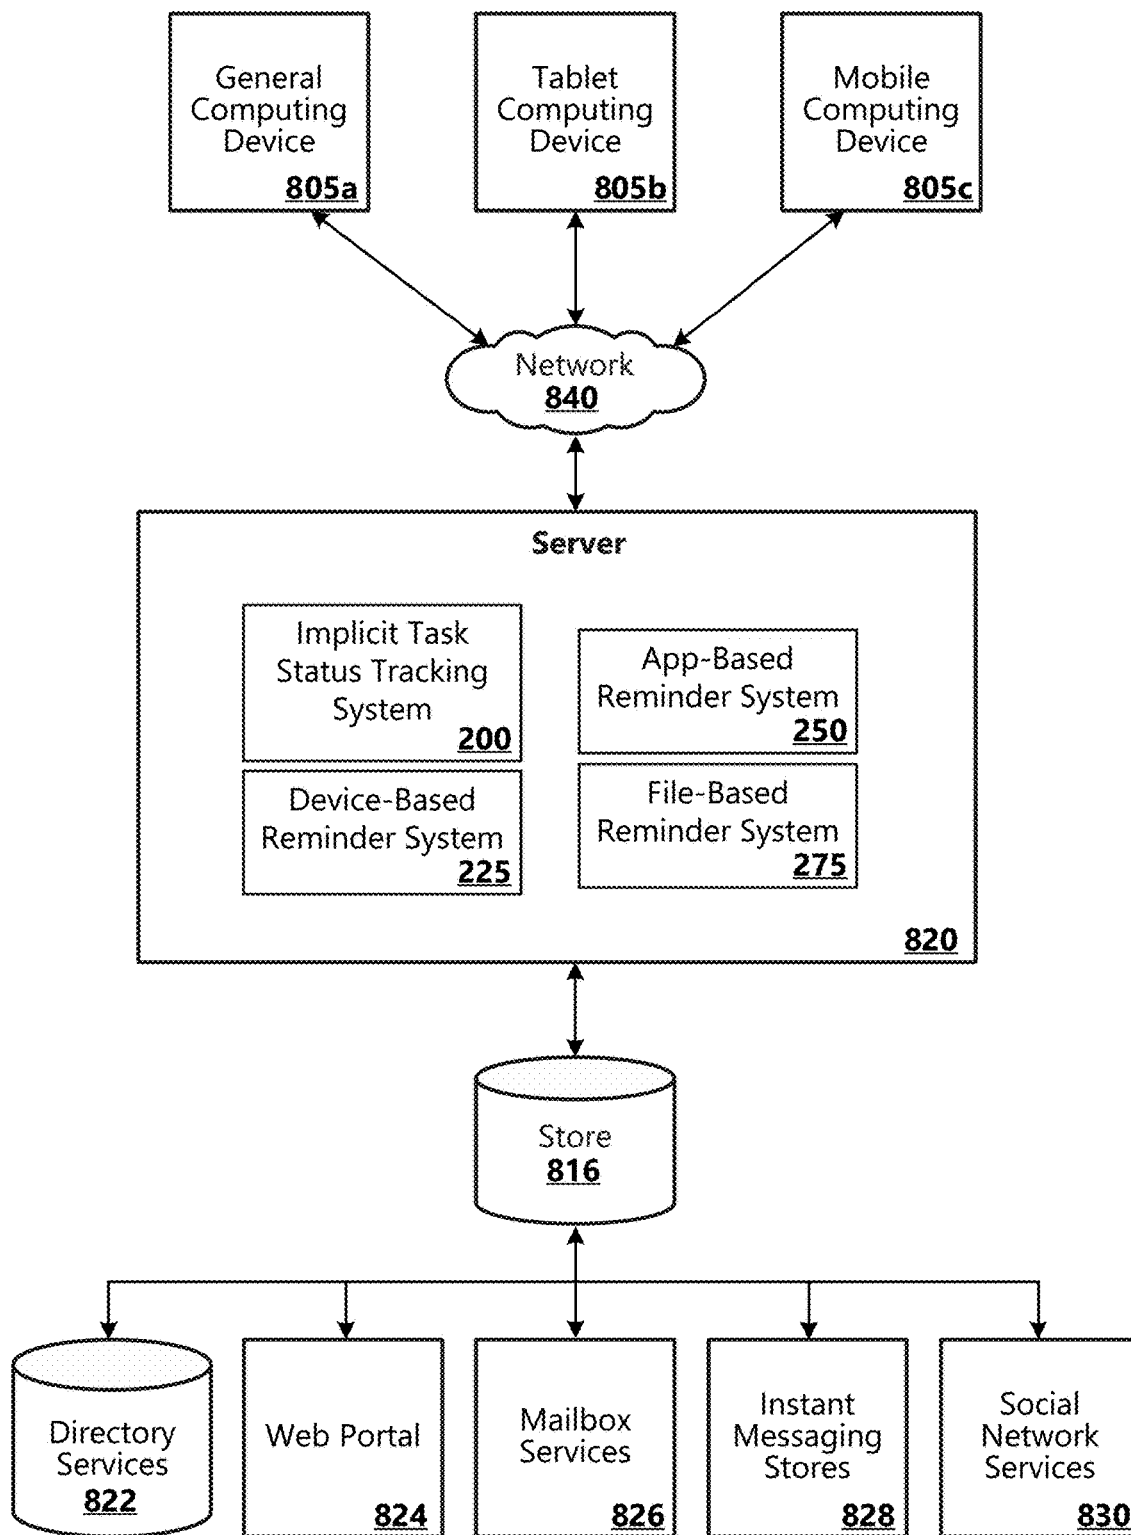 General
Computing
Device
805a
Tablet
Computing
Device
805b
Mobile
Computing
Device
805c
Network
840
Server
Implicit Task
Status Tracking
System
200
App-Based
Reminder System
250
Device-Based
Reminder System
225
File-Based
Reminder System
275
820
Store
816
Directory
Services
822
Web Portal
824
Mailbox
Services
826
Instant
Messaging
Stores
828
Social
Network
Services
830